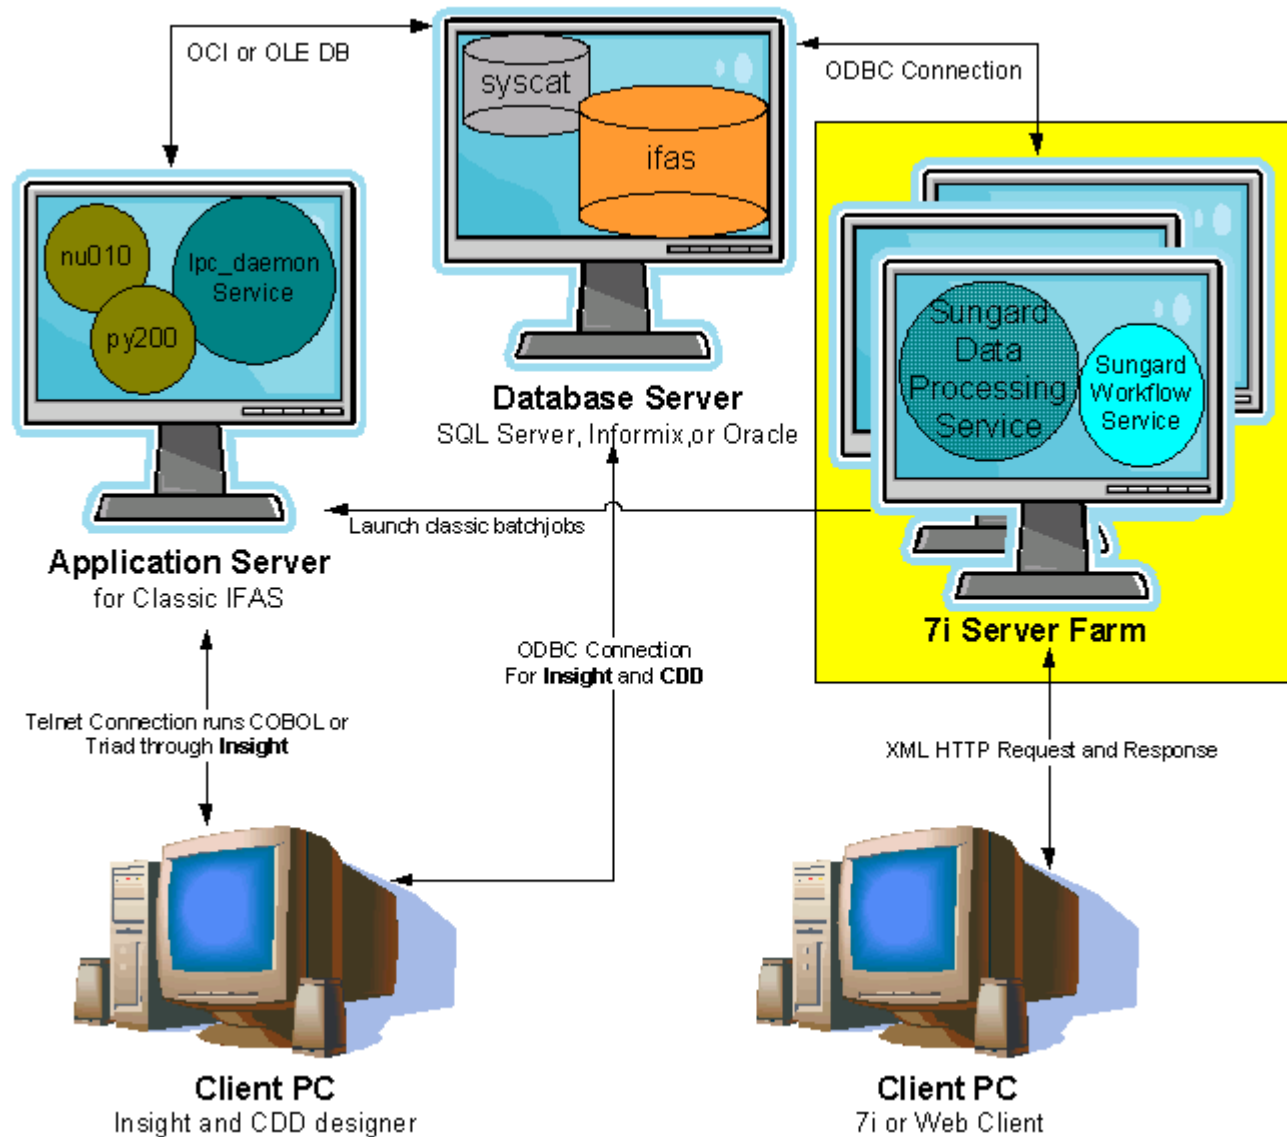 OCI or OLE DB
ODBC Connection
syscat
ifas
nu010
lpc_daemon
Service
py200
Sungard
Data
Processing
Service
Sungard
Workflow
Service
Database Server
SQL Server, Informix,or Oracle
Launch classic batchjobs
Application Server
for Classic IFAS
7i Server Farm
ODBC Connection
For Insight and CDD
Telnet Connection runs COBOL or
Triad through Insight
XML HTTP Request and Response
Client PC
Insight and CDD designer
Client PC
7i or Web Client